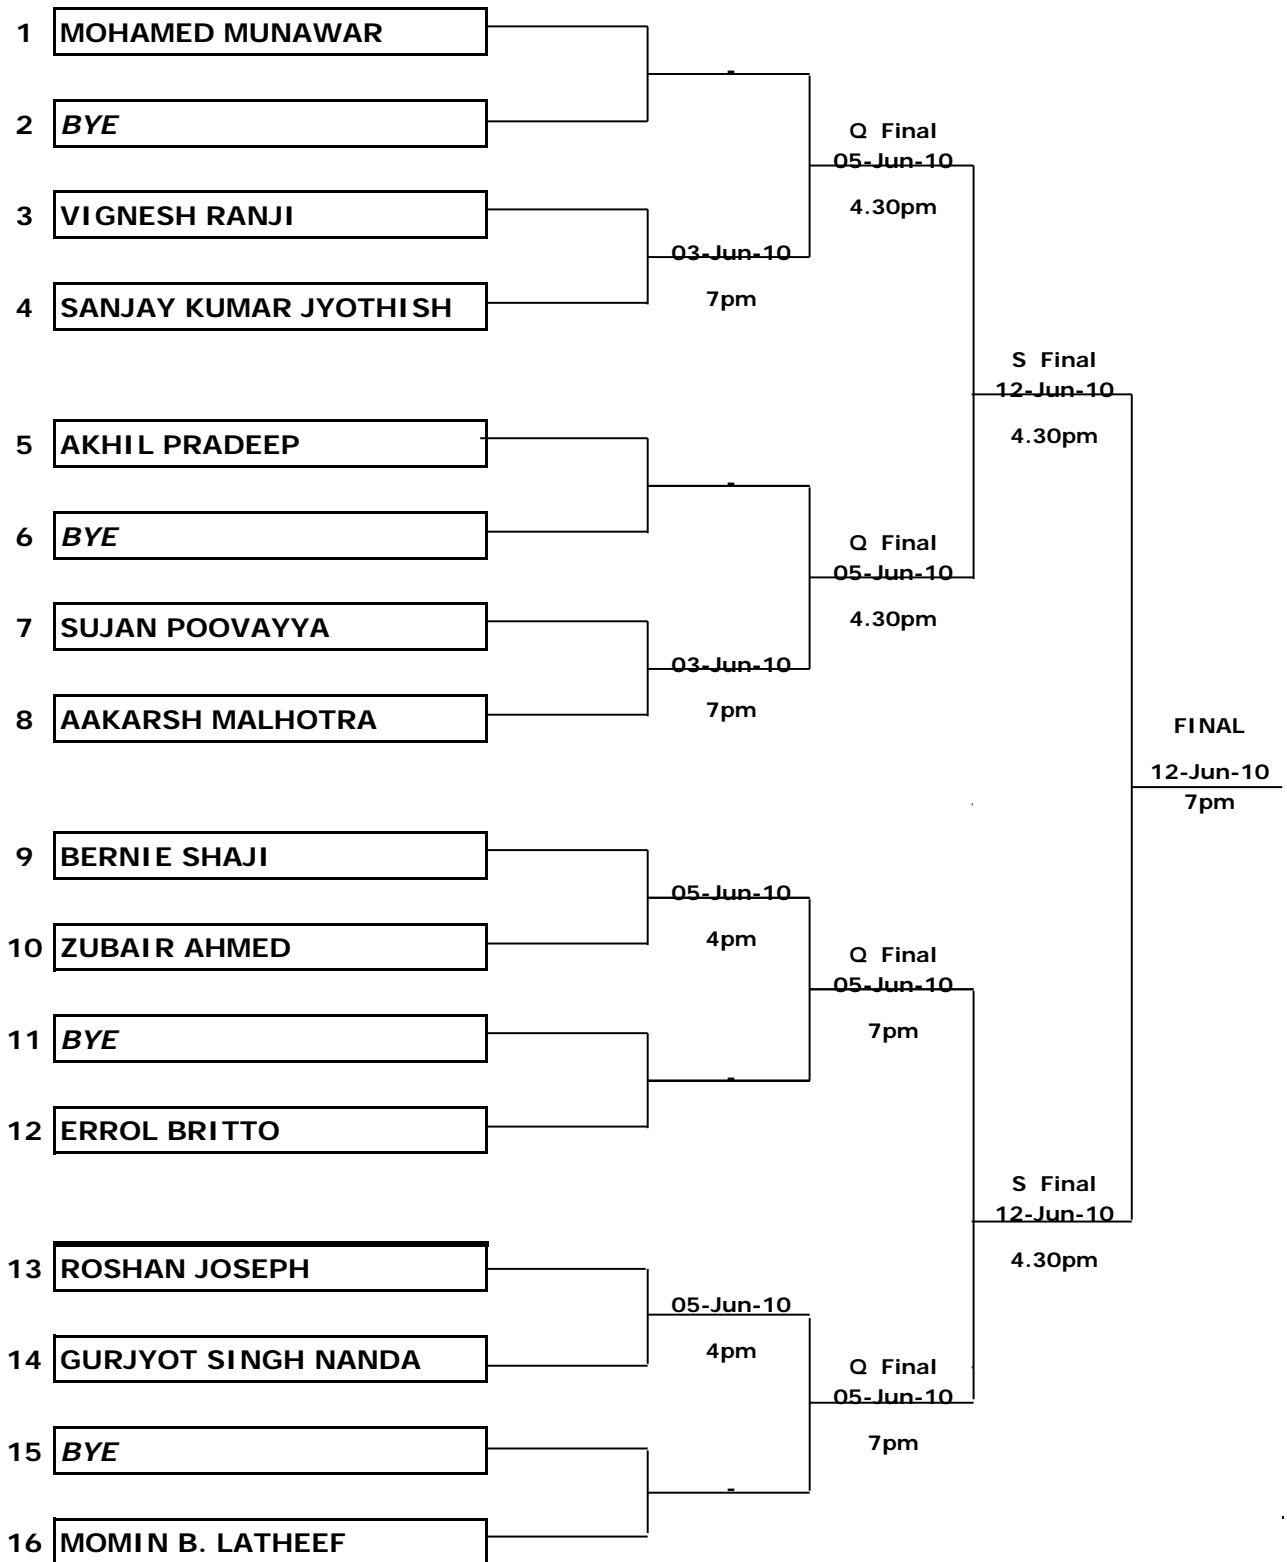 1 MOHAMED MUNAWAR
-
2 BYE
Q Final
05-Jun-10
3 VIGNESH RANJI
4.30pm
03-Jun-10
4 SANJAY KUMAR JYOTHISH
7pm
S Final
12-Jun-10
5 AKHIL PRADEEP
4.30pm
-
6 BYE
Q Final
05-Jun-10
7 SUJAN POOVAYYA
4.30pm
03-Jun-10
8 AAKARSH MALHOTRA
7pm
FINAL
12-Jun-10
7pm
9 BERNIE SHAJI
05-Jun-10
10 ZUBAIR AHMED
4pm
Q Final
05-Jun-10
11 BYE
7pm
-
12 ERROL BRITTO
S Final
12-Jun-10
13 ROSHAN JOSEPH
4.30pm
05-Jun-10
14 GURJYOT SINGH NANDA
4pm
Q Final
05-Jun-10
15 BYE
7pm
-
16 MOMIN B. LATHEEF